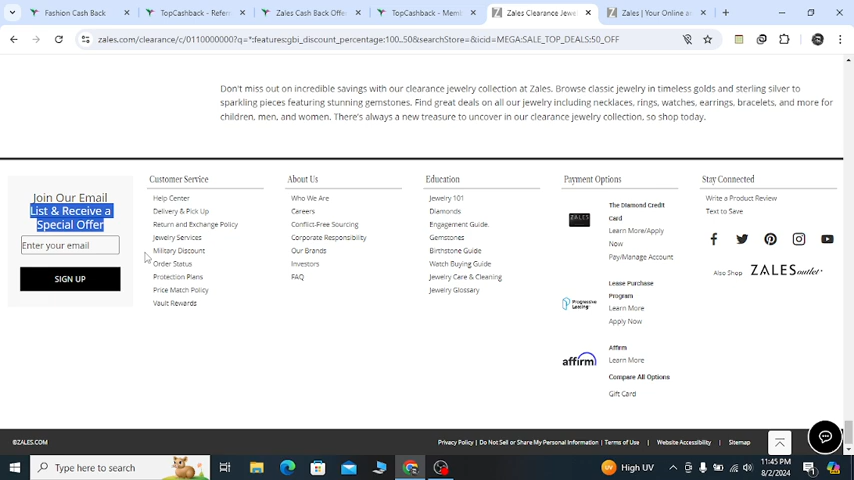 Fashion Cash Back
TopCashback - Refer
Zales Cash Back Offe
TopCashback - Memb
Zales Clearance Jewe
Zales | Your Online a
zales.com/clearance/c/0110000000?q=*:features:gbi_discount_percentage:100..50&searchStore=&icid=MEGA:SALE_TOP_DEALS:50_OFF
Don't miss out on incredible savings with our clearance jewelry collection at Zales. Browse classic jewelry in timeless golds and sterling silver to
sparkling pieces featuring stunning gemstones. Find great deals on all our jewelry including necklaces, rings, watches, earrings, bracelets, and more for
children, men, and women. There's always a new treasure to uncover in our clearance jewelry collection, so shop today.
Join Our Email
List & Receive a
Special Offer
Enter your email
SIGN UP
Customer Service
Help Center
Delivery & Pick Up
Return and Exchange Policy
Jewelry Services
Military Discount
Order Status
Protection Plans
Price Match Policy
Vault Rewards
About Us
Who We Are
Careers
Conflict-Free Sourcing
Corporate Responsibility
Our Brands
Investors
FAQ
Education
Jewelry 101
Diamonds
Engagement Guide.
Gemstones
Birthstone Guide
Watch Buying Guide
Jewelry Care & Cleaning
Jewelry Glossary
Payment Options
ZALES
The Diamond Credit
Card
Learn More/Apply
Now
Pay/Manage Account
Progressive
Leasing
Lease Purchase
Program
Learn More
Apply Now
affirm
Affirm
Learn More
Compare All Options
Gift Card
Stay Connected
Write a Product Review
Text to Save
Also Shop ZALES outlet
©ZALES.COM
Privacy Policy | Do Not Sell or Share My Personal Information | Terms of Use | Website Accessibility | Sitemap
Type here to search
High UV
11:45 PM
8/2/2024